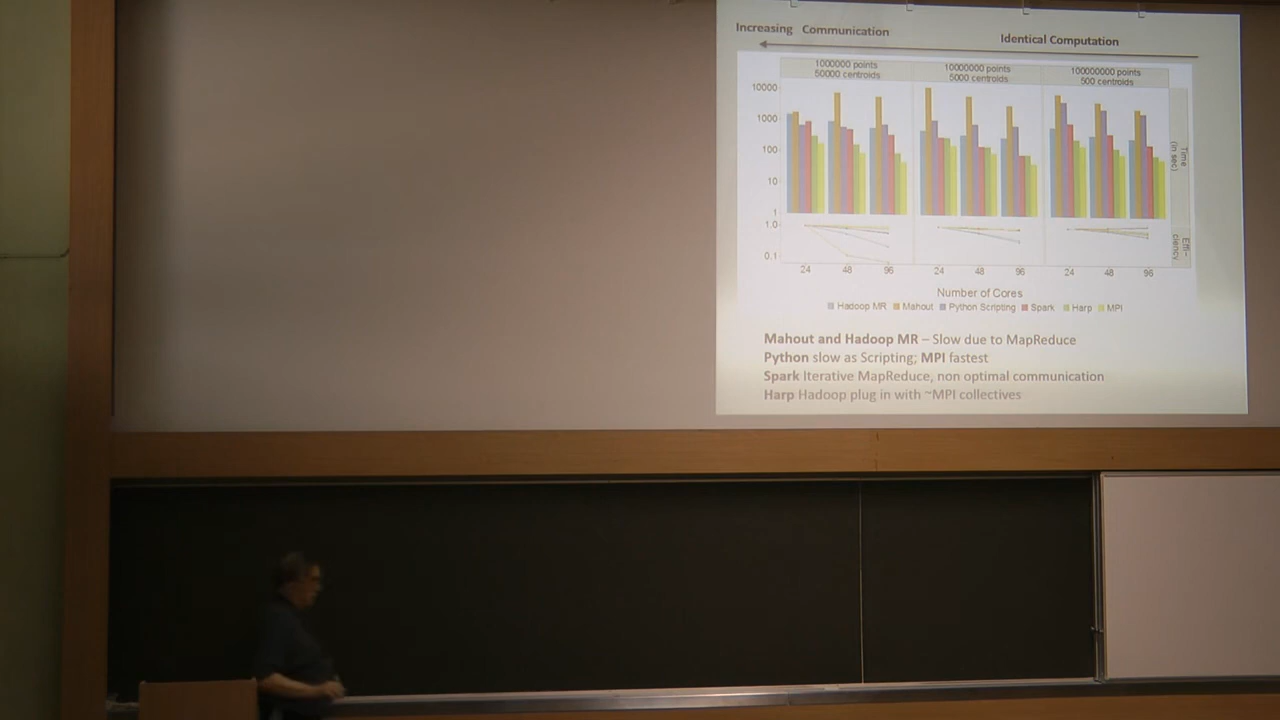 Increasing Communication
Identical Computation
1000000 points
50000 centroids
10000000 points
5000 centroids
100000000 points
500 centroids
10000
1000
100
10
1
Time
(in sec)
1.0
0.1
Effi-
ciency
24 48 96 24 48 96 24 48 96
Number of Cores
Hadoop MR Mahout Python Scripting Spark Harp MPI
Mahout and Hadoop MR – Slow due to MapReduce
Python slow as Scripting; MPI fastest
Spark Iterative MapReduce, non optimal communication
Harp Hadoop plug in with ~MPI collectives